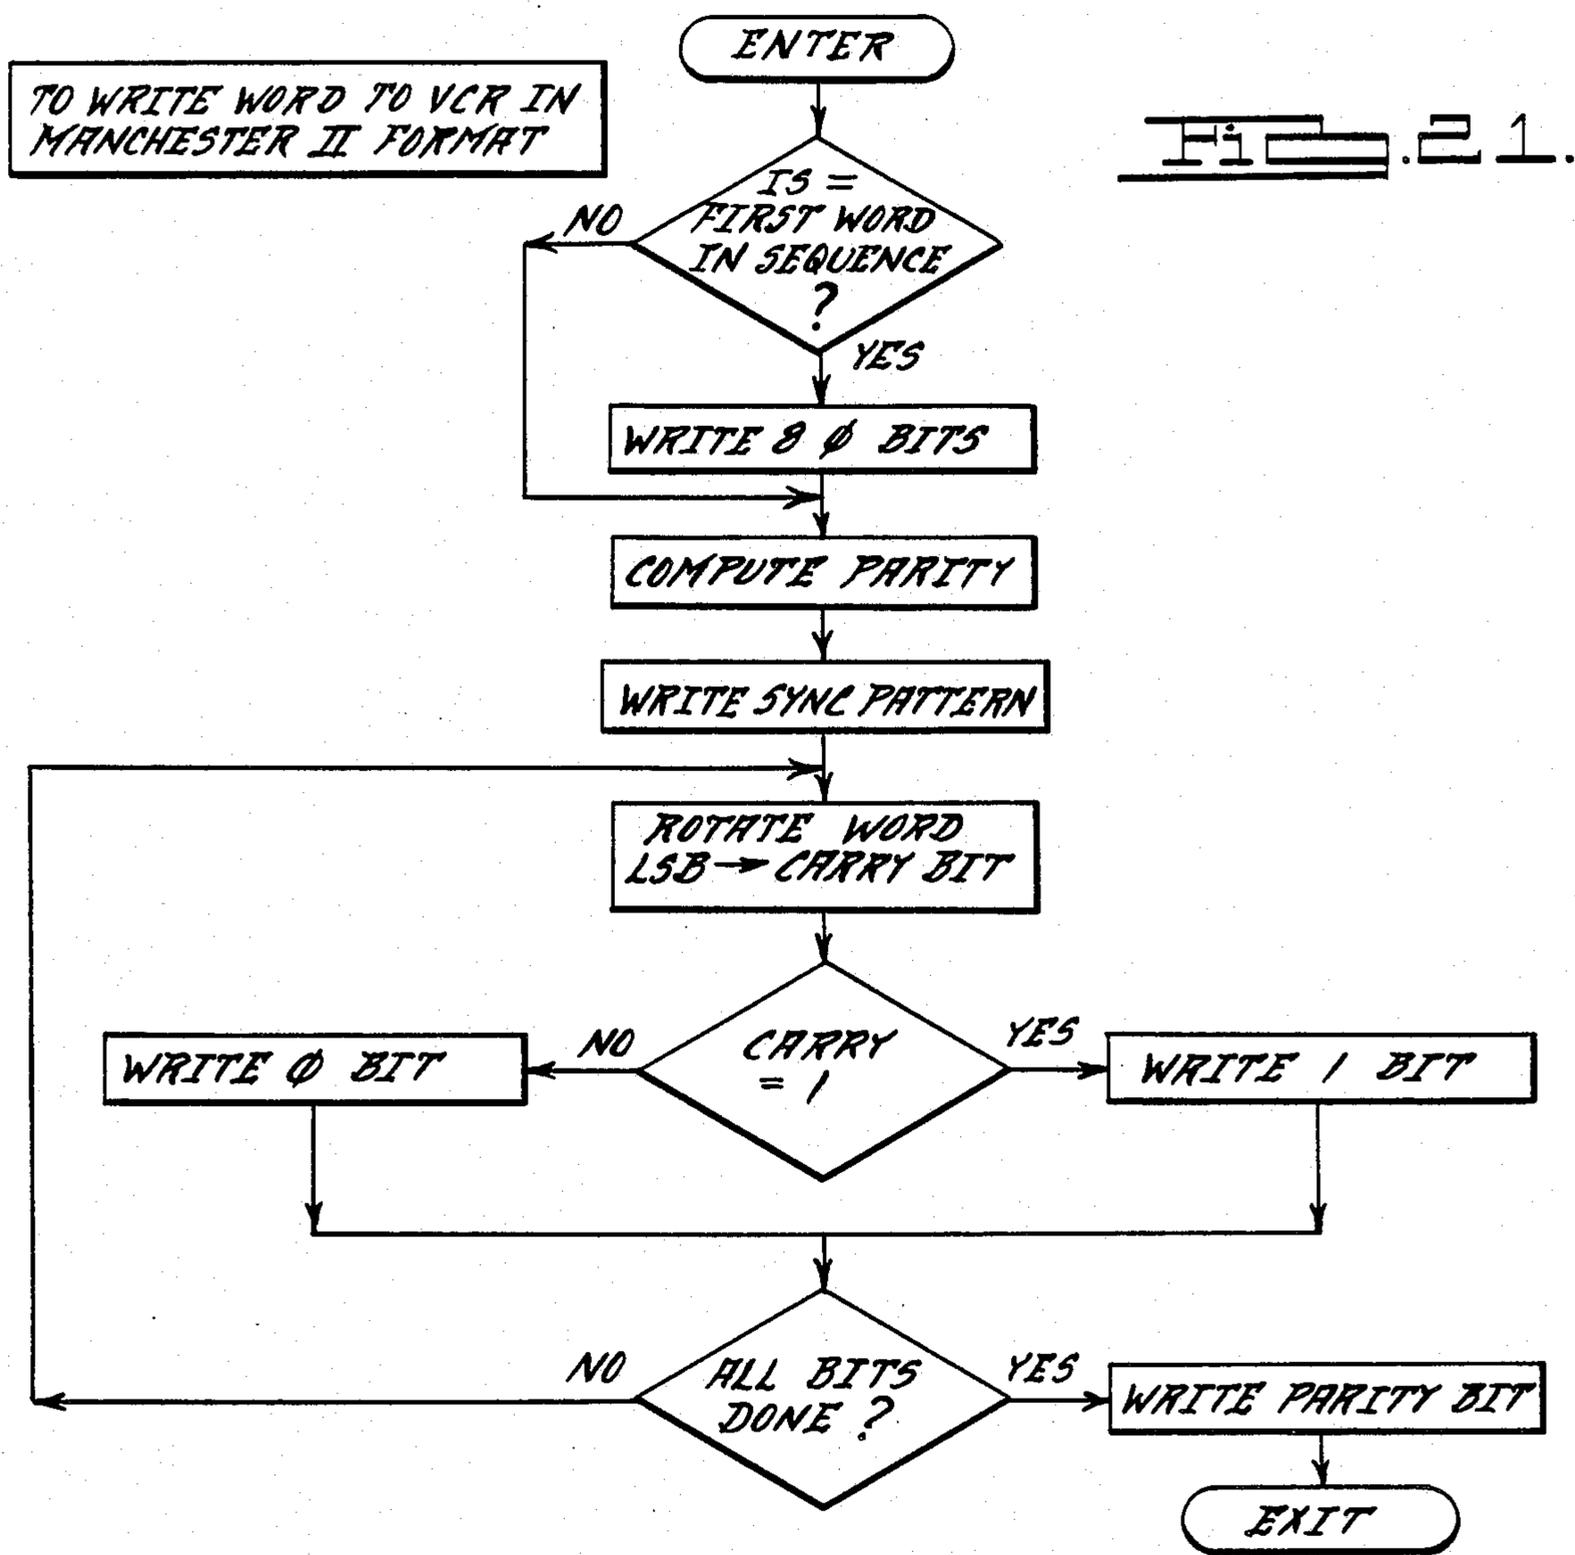 ENTER
TO WRITE WORD TO VCR IN
MANCHESTER II FORMAT
Fig. 21.
IS =
FIRST WORD
IN SEQUENCE
?
NO
YES
WRITE 8 Ø BITS
COMPUTE PARITY
WRITE SYNC PATTERN
ROTATE WORD
LSB → CARRY BIT
CARRY
= 1
NO
YES
WRITE Ø BIT
WRITE 1 BIT
ALL BITS
DONE ?
NO
YES
WRITE PARITY BIT
EXIT